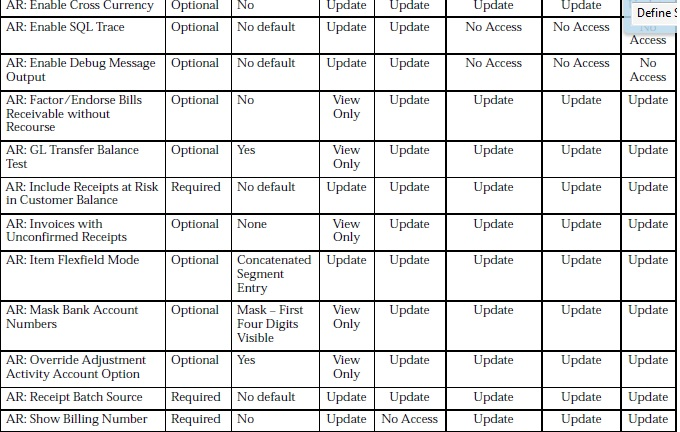 AR: Enable Cross Currency Optional No Update Update Update Update
Define S
AR: Enable SQL Trace Optional No default Update Update No Access No Access No
Access
AR: Enable Debug Message Optional No default Update Update No Access No Access No
Output Access
AR: Factor/Endorse Bills Optional No View Update Update Update Update
Receivable without Only
Recourse
AR: GL Transfer Balance Optional Yes View Update Update Update Update
Test Only
AR: Include Receipts at Risk Required No default Update Update Update Update Update
in Customer Balance
AR: Invoices with Optional None View Update Update Update Update
Unconfirmed Receipts Only
AR: Item Flexfield Mode Optional Concatenated Update Update Update Update Update
Segment
Entry
AR: Mask Bank Account Optional Mask – First View Update Update Update Update
Numbers Four Digits Only
Visible
AR: Override Adjustment Optional Yes View Update Update Update Update
Activity Account Option Only
AR: Receipt Batch Source Required No default Update Update Update Update Update
AR: Show Billing Number Required No Update No Access Update Update Update